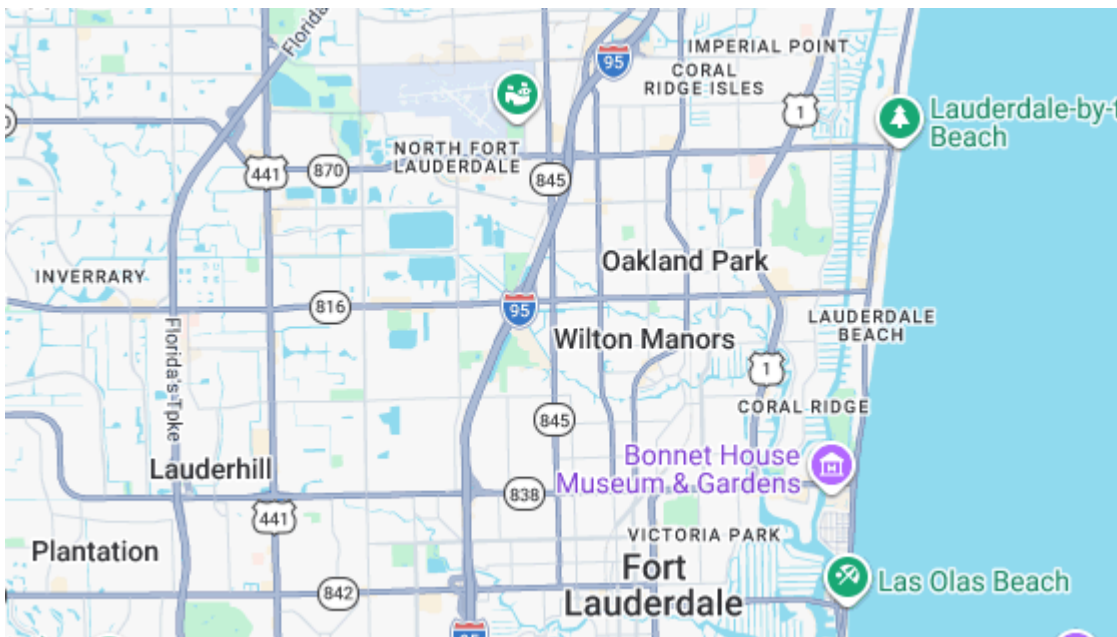 Florida
95
IMPERIAL POINT
CORAL
RIDGE ISLES
1
Lauderdale-by-t
Beach
0
NORTH FORT
LAUDERDALE
441
870
845
Oakland Park
INVERRARY
816
95
LAUDERDALE
BEACH
Wilton Manors
Florida's Tpke
1
CORAL RIDGE
845
Bonnet House
Museum & Gardens
Lauderhill
838
441
VICTORIA PARK
Plantation
Fort
Lauderdale
Las Olas Beach
842
95